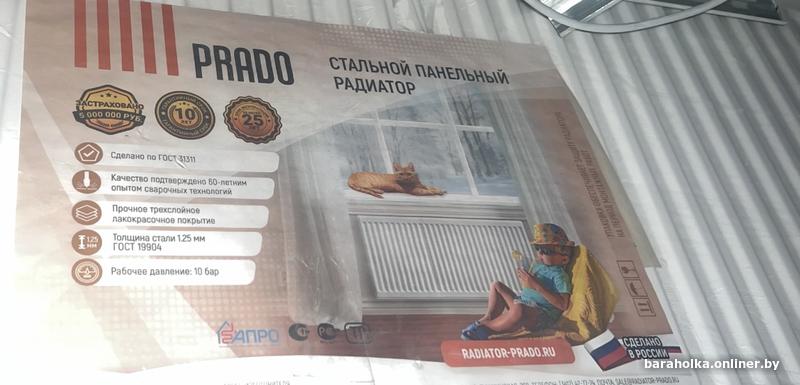 PRADO
СТАЛЬНОЙ ПАНЕЛЬНЫЙ
РАДИАТОР
ЗАСТРАХОВАНО
5 000 000 РУБ.
10
ЛЕТ
25
Сделано по ГОСТ 31311
Качество подтверждено 60-летним
опытом сварочных технологий
Прочное трехслойное
лакокрасочное покрытие
1,25
ММ
Толщина стали 1.25 мм
ГОСТ 19904
Рабочее давление: 10 бар
АПРО
RADIATOR-PRADO.RU
СДЕЛАНО
В РОССИИ
baraholka.onliner.by